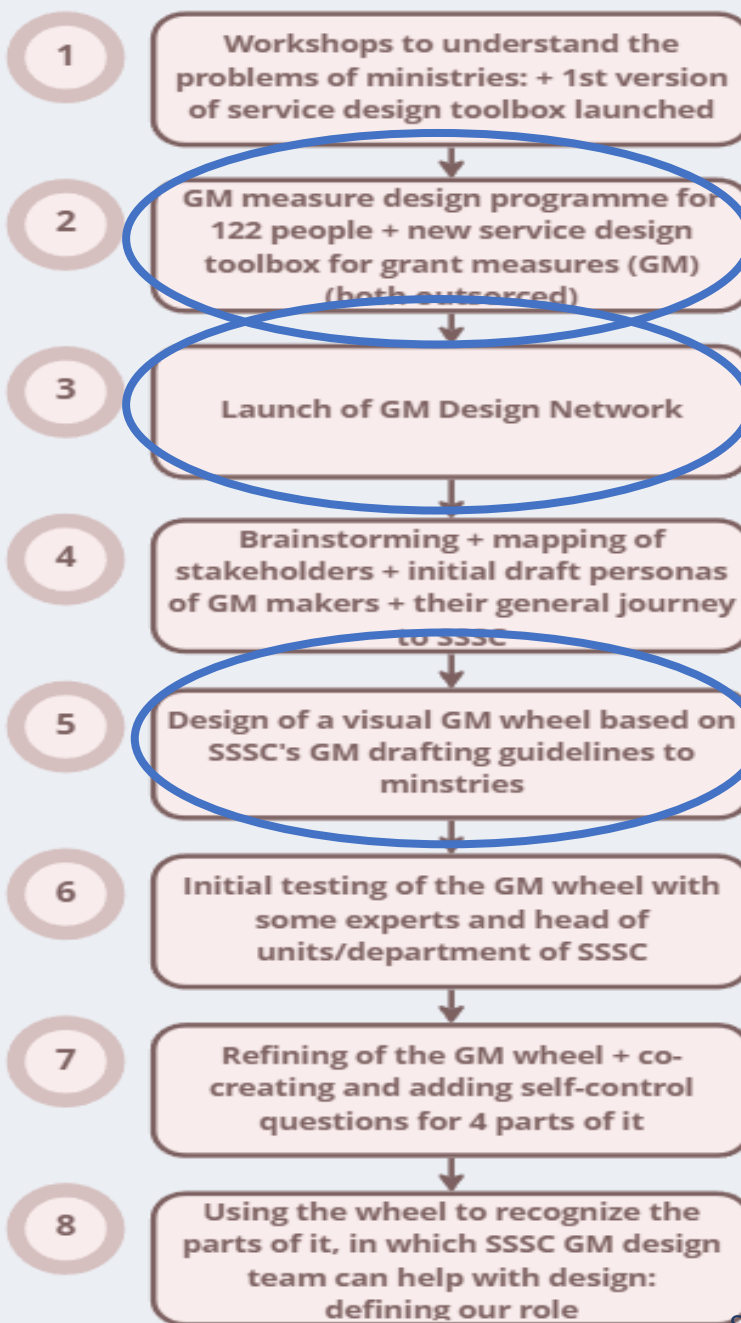 1
Workshops to understand the
problems of ministries: + 1st version
of service design toolbox launched
2
GM measure design programme for
122 people + new service design
toolbox for grant measures (GM)
(both outsorced)
3
Launch of GM Design Network
4
Brainstorming + mapping of
stakeholders + initial draft personas
of GM makers + their general journey
to SSSC
5
Design of a visual GM wheel based on
SSSC's GM drafting guidelines to
minstries
6
Initial testing of the GM wheel with
some experts and head of
units/department of SSSC
7
Refining of the GM wheel + co-
creating and adding self-control
questions for 4 parts of it
8
Using the wheel to recognize the
parts of it, in which SSSC GM design
team can help with design:
defining our role